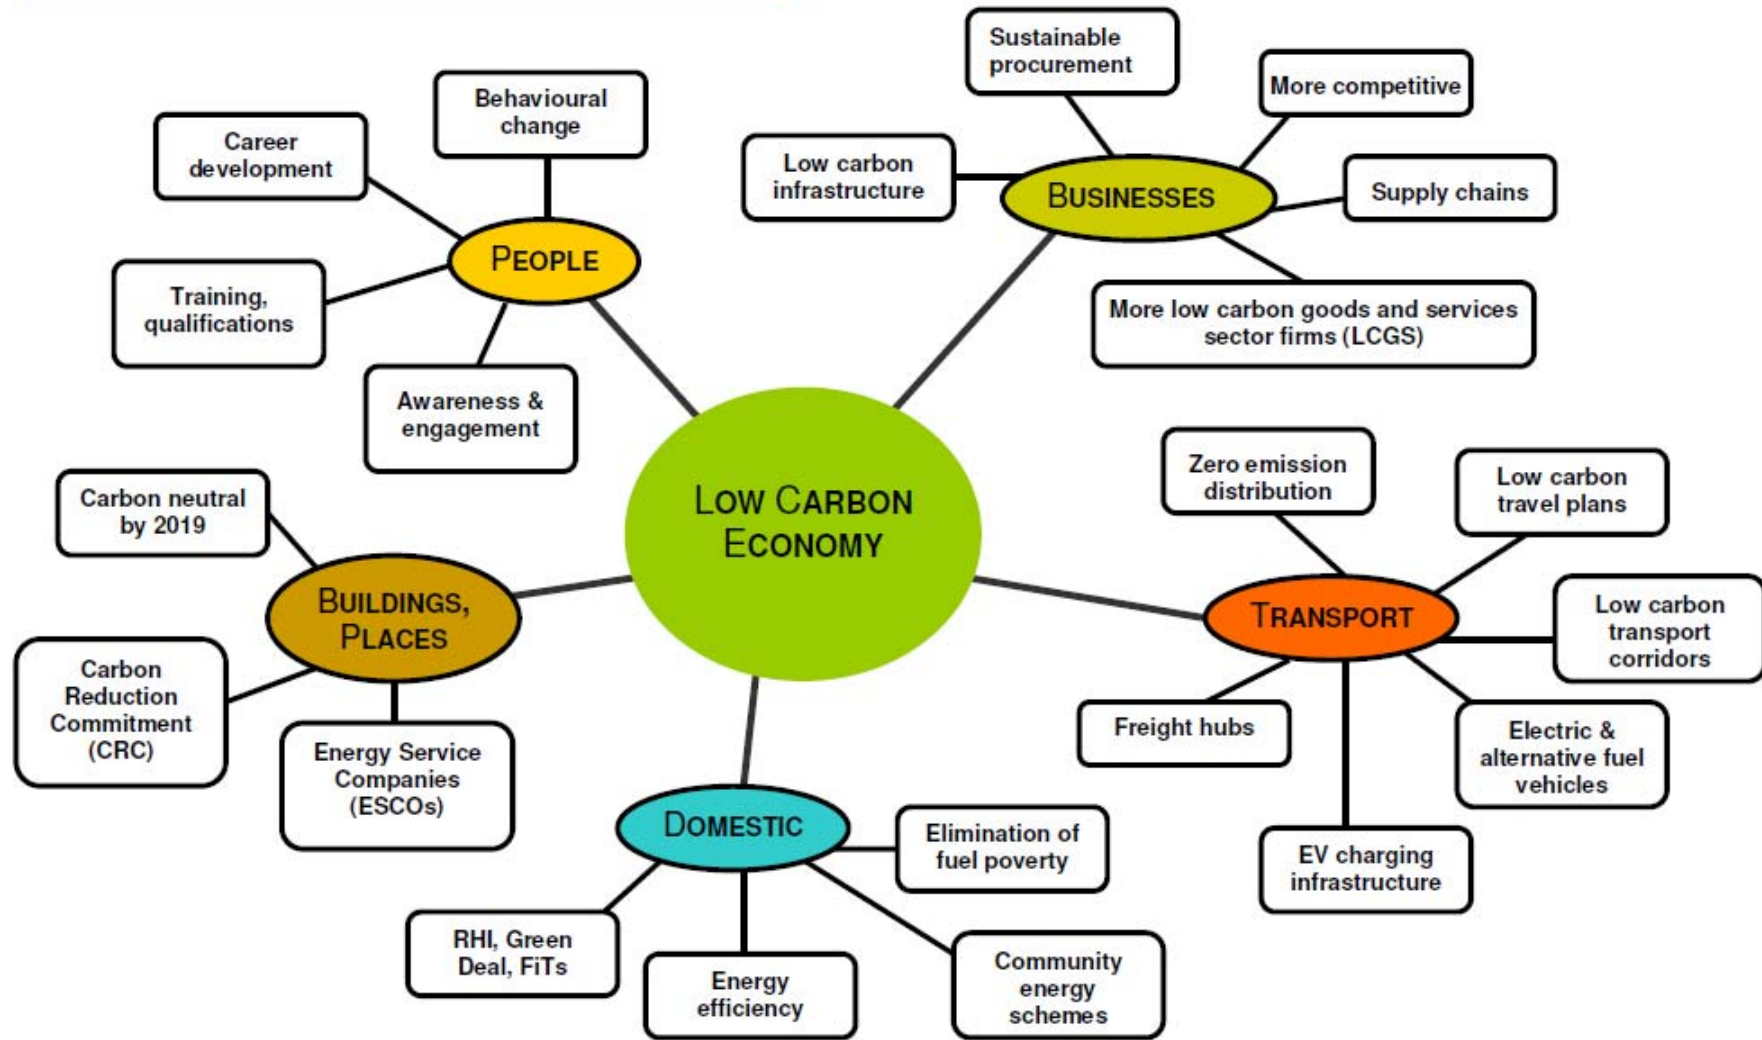 Sustainable
procurement
More competitive
Behavioural
change
Career
development
Low carbon
infrastructure
BUSINESSES
Supply chains
PEOPLE
Training,
qualifications
More low carbon goods and services
sector firms (LCGS)
Awareness &
engagement
Carbon neutral
by 2019
LOW CARBON
ECONOMY
Zero emission
distribution
Low carbon
travel plans
BUILDINGS,
PLACES
TRANSPORT
Low carbon
transport
corridors
Carbon
Reduction
Commitment
(CRC)
Energy Service
Companies
(ESCOs)
Freight hubs
Electric &
alternative fuel
vehicles
DOMESTIC
Elimination of
fuel poverty
EV charging
infrastructure
RHI, Green
Deal, FiTs
Energy
efficiency
Community
energy
schemes